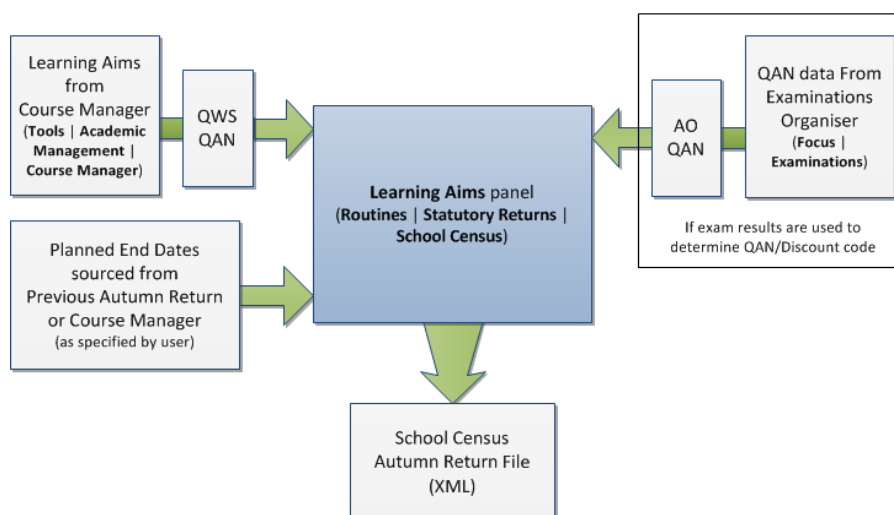 Learning Aims
from
Course Manager
(Tools | Academic
Management |
Course Manager)
QWS
QAN
Learning Aims panel
(Routines | Statutory Returns |
School Census)
AO
QAN
QAN data From
Examinations
Organiser
(Focus |
Examinations)
If exam results are used to
determine QAN/Discount code
Planned End Dates
sourced from
Previous Autumn Return
or Course Manager
(as specified by user)
School Census
Autumn Return File
(XML)